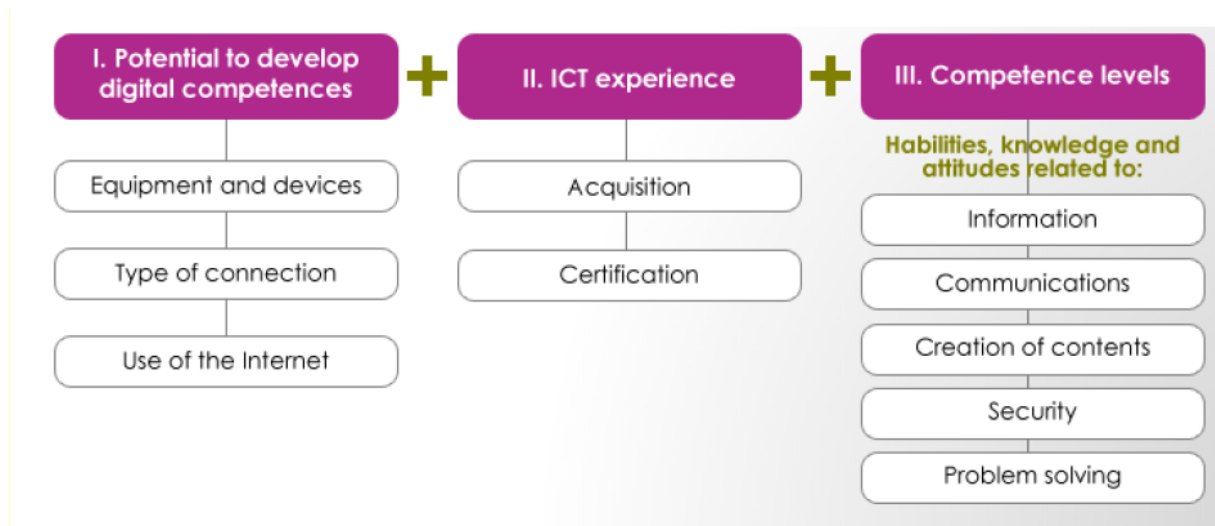 I. Potential to develop
digital competences
+
II. ICT experience
+
III. Competence levels
Equipment and devices
Type of connection
Use of the Internet
Acquisition
Certification
Habilities, knowledge and
attitudes related to:
Information
Communications
Creation of contents
Security
Problem solving